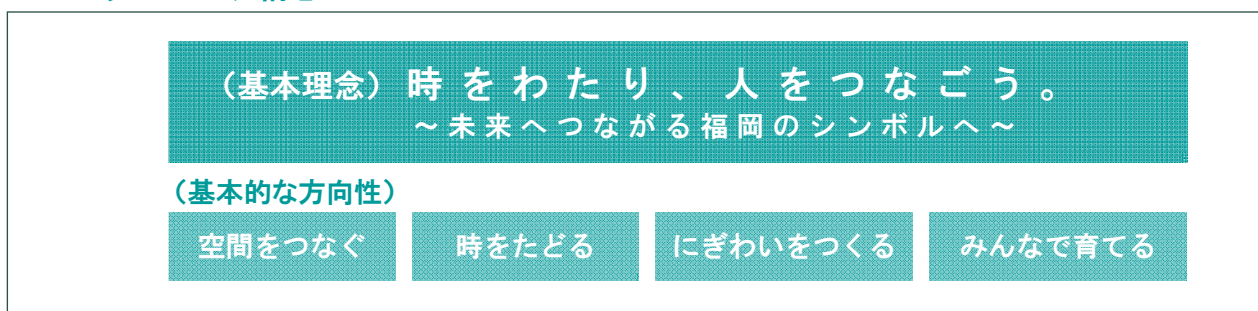 （基本理念）時をわたり、人をつなごう。
～未来へつながる福岡のシンボルへ～
（基本的な方向性）
空間をつなぐ
時をたどる
にぎわいをつくる
みんなで育てる